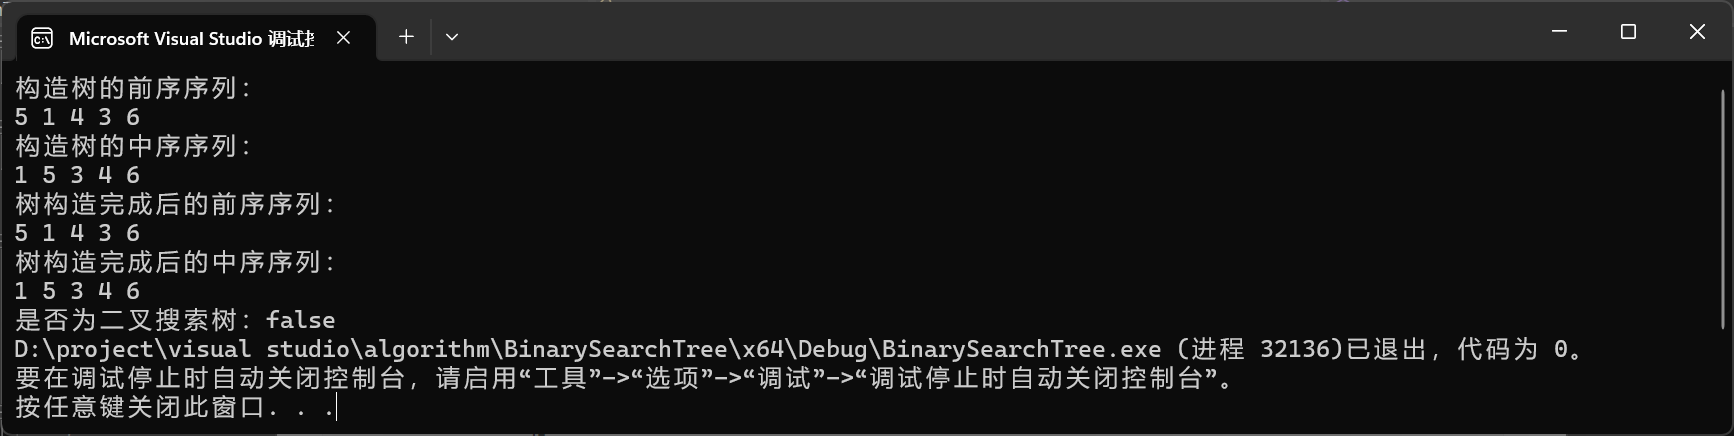 Microsoft Visual Studio 调试
构造树的前序序列：
5 1 4 3 6
构造树的中序序列：
1 5 3 4 6
树构造完成后的前序序列：
5 1 4 3 6
树构造完成后的中序序列：
1 5 3 4 6
是否为二叉搜索树：false
D:\project\visual studio\algorithm\BinarySearchTree\x64\Debug\BinarySearchTree.exe (进程 32136)已退出，代码为 0。
要在调试停止时自动关闭控制台，请启用“工具”->“选项”->“调试”->“调试停止时自动关闭控制台”。
按任意键关闭此窗口. . .